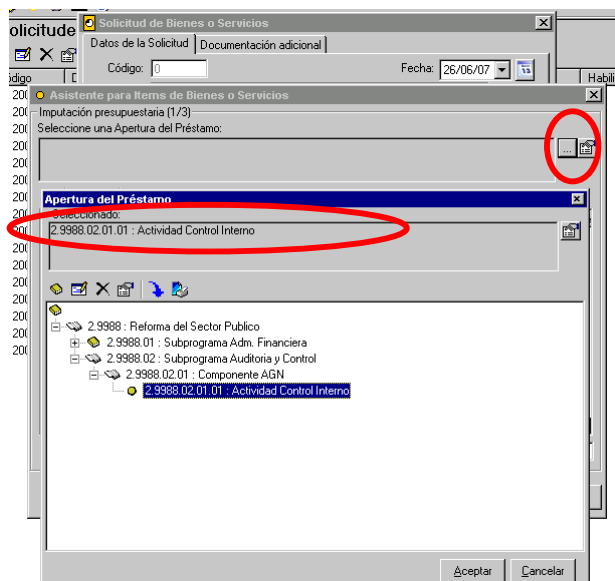 olicitude
Solicitud de Bienes o Servicios
Datos de la Solicitud
Documentación adicional
Código: 0
Fecha: 26/06/07
Habili
200
Asistente para Items de Bienes o Servicios
200
Imputación presupuestaria (1/3)
200
Seleccione una Apertura del Préstamo:
...
200
200
200
Apertura del Préstamo
Seleccionado:
2.9988.02.01.01 : Actividad Control Interno
200
200
200
200
200
2.9988 : Reforma del Sector Publico
2.9988.01 : Subprograma Adm. Financiera
2.9988.02 : Subprograma Auditoria y Control
2.9988.02.01 : Componente AGN
2.9988.02.01.01 : Actividad Control Interno
Aceptar
Cancelar